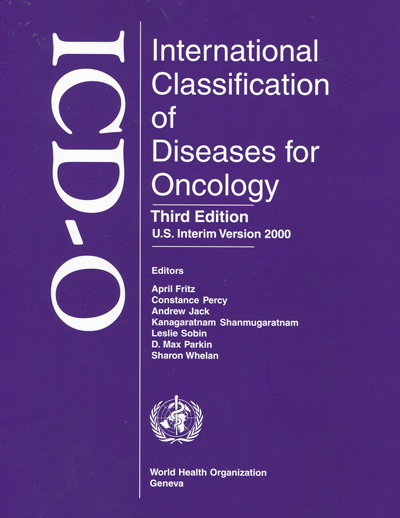 ICD-O
International
Classification
of
Diseases for
Oncology
Third Edition
U.S. Interim Version 2000
Editors
April Fritz
Constance Percy
Andrew Jack
Kanagaratnam Shanmugaratnam
Leslie Sobin
D. Max Parkin
Sharon Whelan
World Health Organization
Geneva